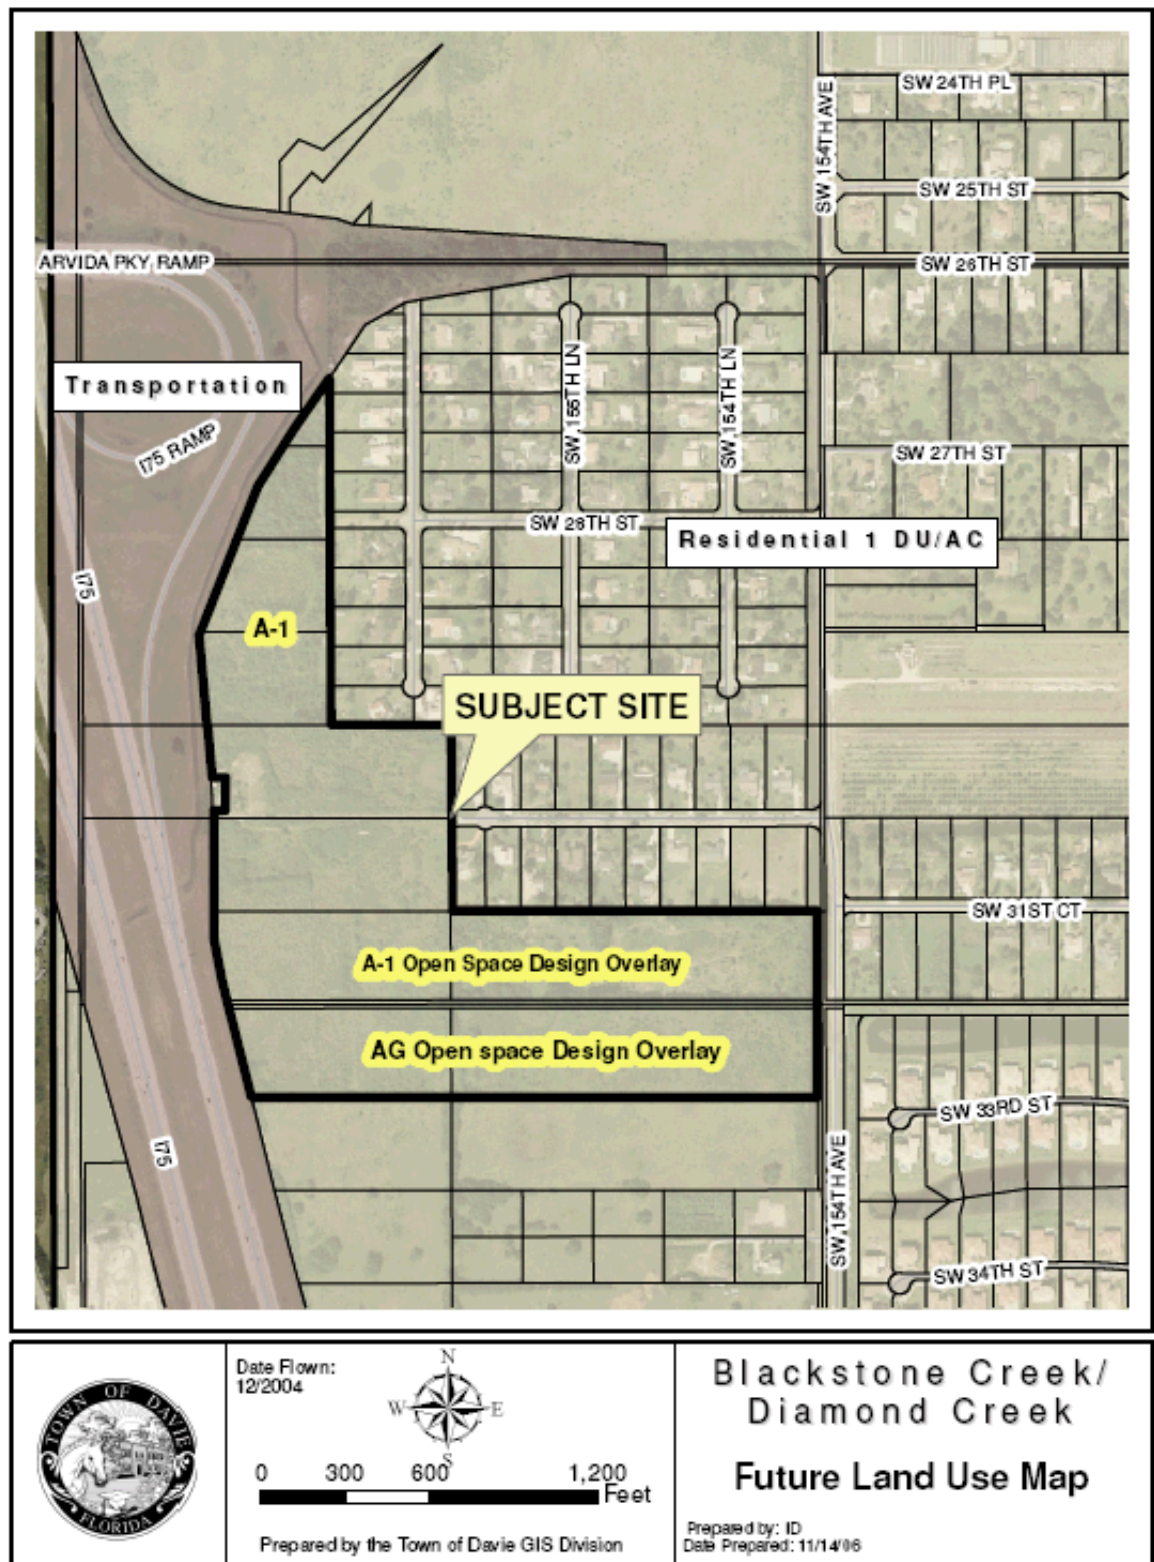 SW 24TH PL
SW 154TH AVE
SW 25TH ST
SW 26TH ST
ARVIDA PKY RAMP
Transportation
I75 RAMP
SW 155TH LN
SW 154TH LN
SW 27TH ST
SW 28TH ST
Residential 1 DU/AC
I75
A-1
SUBJECT SITE
SW 31ST CT
A-1 Open Space Design Overlay
AG Open space Design Overlay
SW 33RD ST
I75
SW 154TH AVE
SW 34TH ST
TOWN OF DAVIE
FLORIDA
Date Flown:
12/2004
N
W E
S
0 300 600 1,200
Feet
Prepared by the Town of Davie GIS Division
Blackstone Creek/
Diamond Creek
Future Land Use Map
Prepared by: ID
Date Prepared: 11/14/06